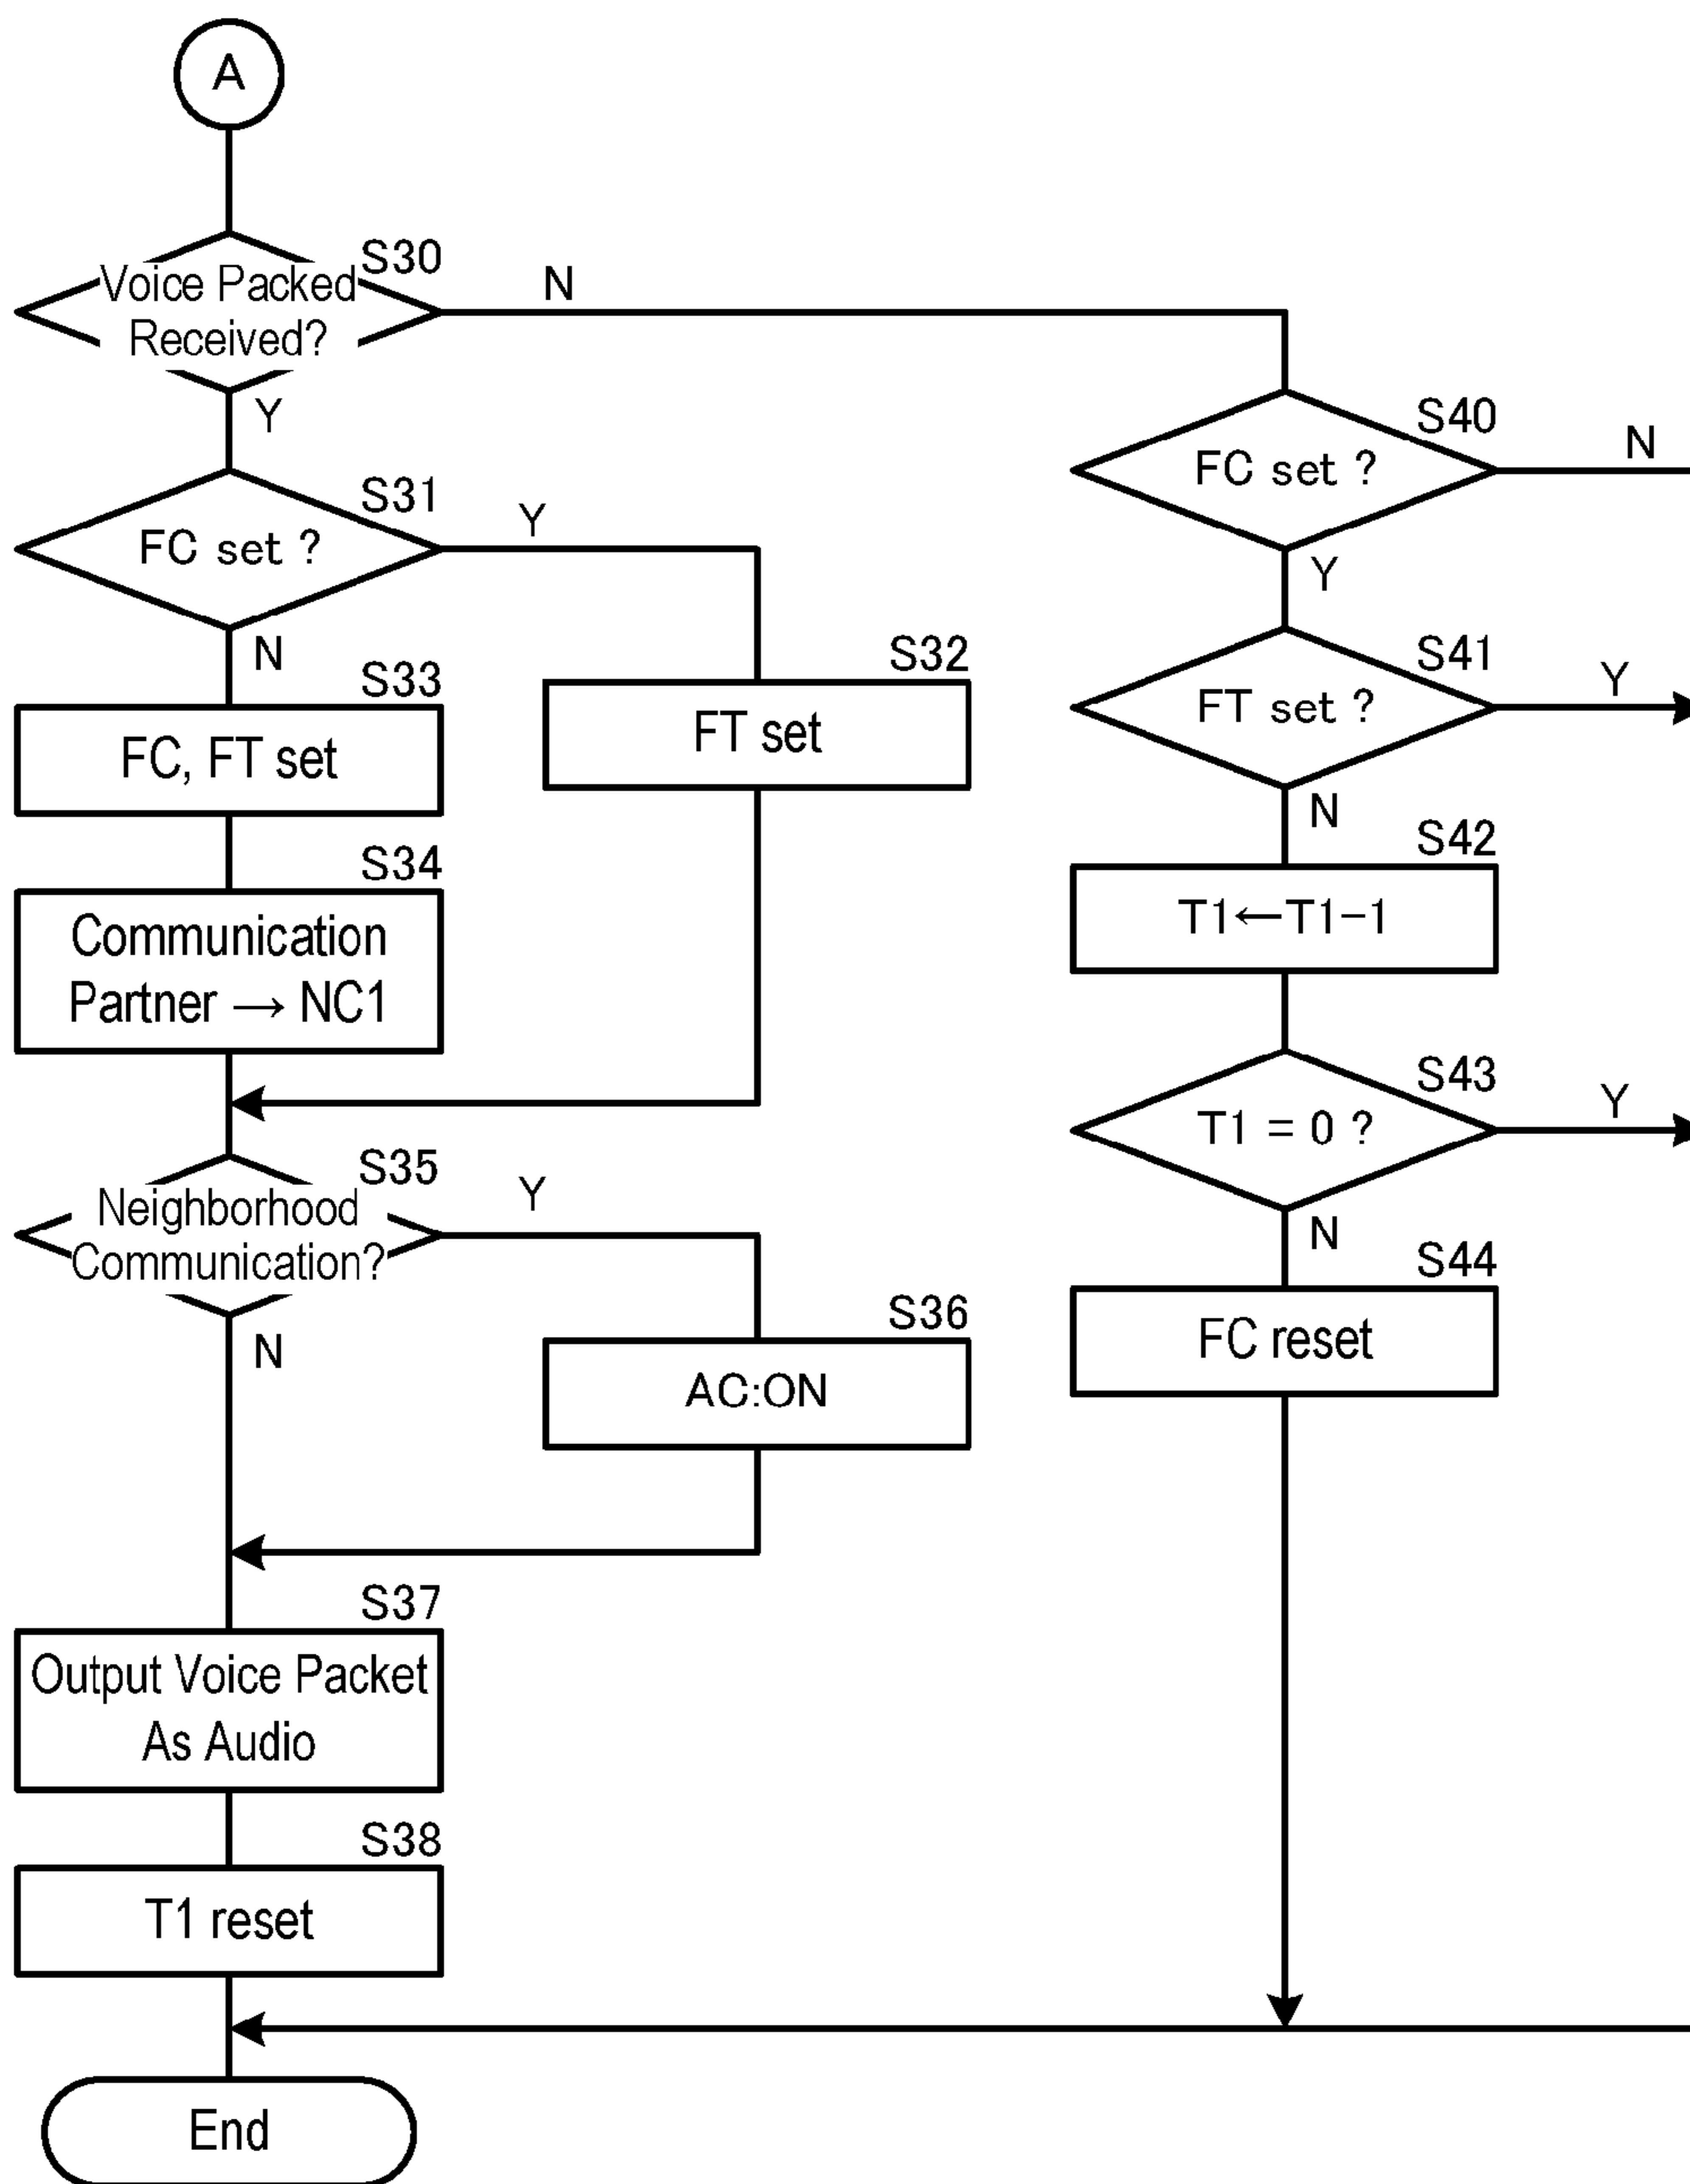 A
S30
Voice Packed
Received?
N
Y
S31
FC set ?
Y
N
S32
FT set
S33
FC, FT set
S34
Communication
Partner → NC1
S35
Neighborhood
Communication?
Y
N
S36
AC:ON
S37
Output Voice Packet
As Audio
S38
T1 reset
End
S40
FC set ?
N
Y
S41
FT set ?
Y
N
S42
T1←T1-1
S43
T1 = 0 ?
Y
N
S44
FC reset